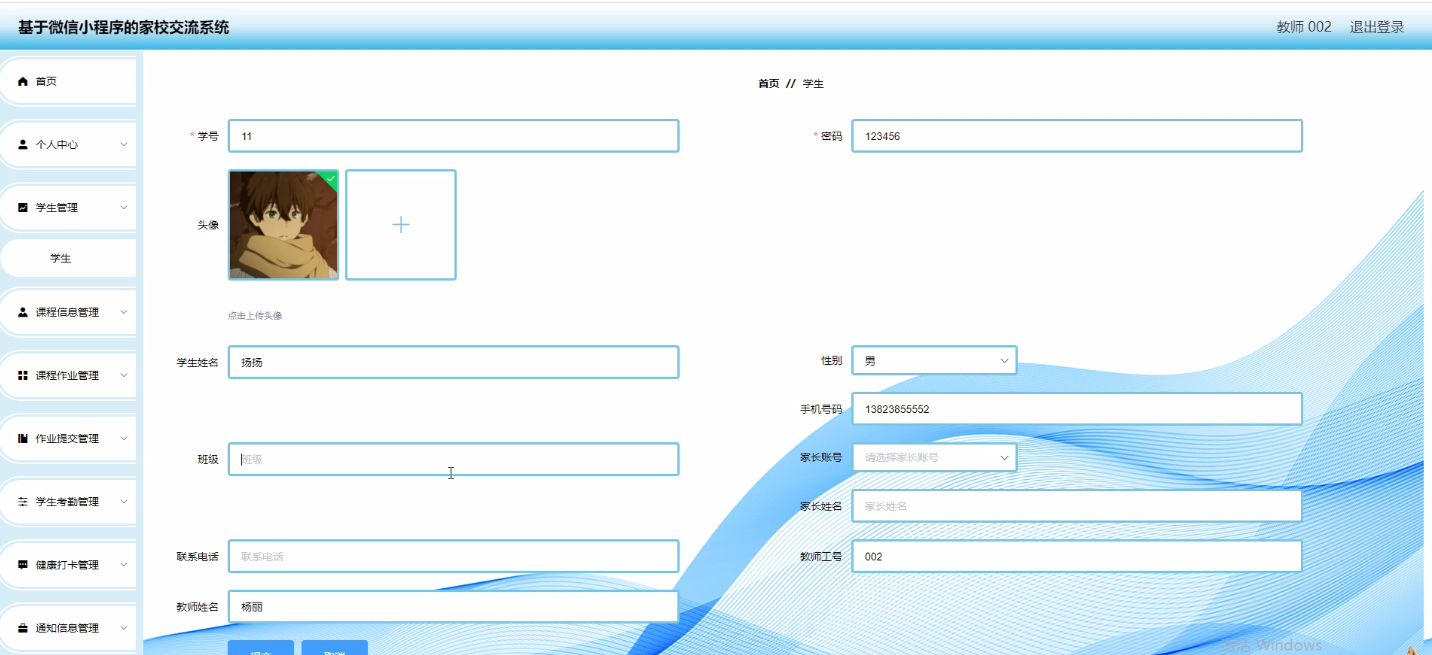 基于微信小程序的家校交流系统
教师 002 退出登录
首页
首页 // 学生
个人中心
学生管理
学生
课程信息管理
课程作业管理
作业提交管理
学生考勤管理
健康打卡管理
通知信息管理
* 学号 11
* 密码 123456
头像
点击上传头像
学生姓名 扬扬
性别 男
手机号码 13823855552
班级 班级
家长账号 请选择家长账号
家长姓名 家长姓名
联系电话 联系电话
教师工号 002
教师姓名 杨丽
提交 取消
激活 Windows